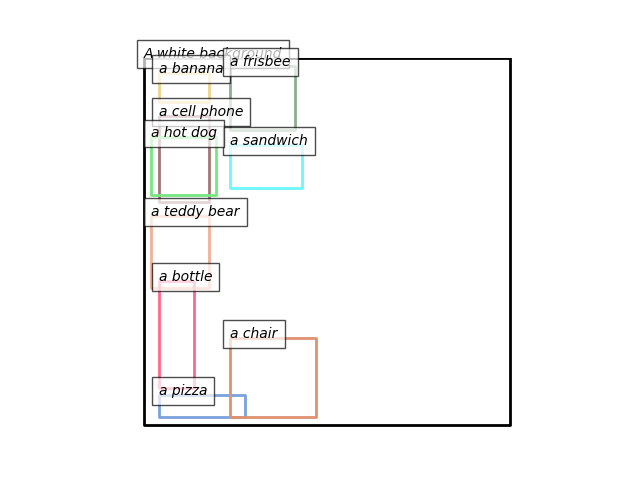 A white background
a banana
a frisbee
a cell phone
a hot dog
a sandwich
a teddy bear
a bottle
a chair
a pizza